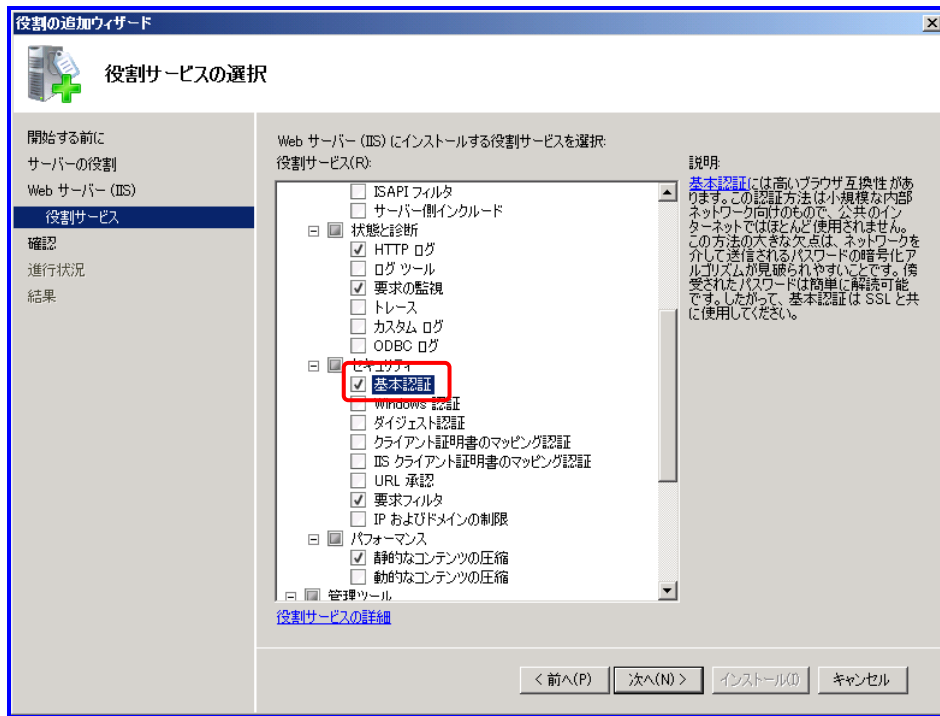 役割の追加ウィザード
役割サービスの選択
開始する前に
サーバーの役割
Web サーバー (IIS)
役割サービス
確認
進行状況
結果
Web サーバー (IIS) にインストールする役割サービスを選択:
役割サービス(R):
ISAPI フィルタ
サーバー側インクルード
状態と診断
HTTP ログ
ログ ツール
要求の監視
トレース
カスタム ログ
ODBC ログ
セキュリティ
基本認証
Windows 認証
ダイジェスト認証
クライアント証明書のマッピング認証
IIS クライアント証明書のマッピング認証
URL 承認
要求フィルタ
IP およびドメインの制限
パフォーマンス
静的なコンテンツの圧縮
動的なコンテンツの圧縮
管理ツール
役割サービスの詳細
説明:
基本認証には高いブラウザ互換性があ
ります。この認証方法は小規模な内部
ネットワーク向けのもので、公共のイン
ターネットではほとんど使用されません。
この方法の大きな欠点は、ネットワークを
介して送信されるパスワードの暗号化ア
ルゴリズムが見破られやすいことです。傍
受されたパスワードは簡単に解読可能
です。したがって、基本認証は SSL と共
に使用してください。
< 前へ(P)
次へ(N) >
インストール(I)
キャンセル